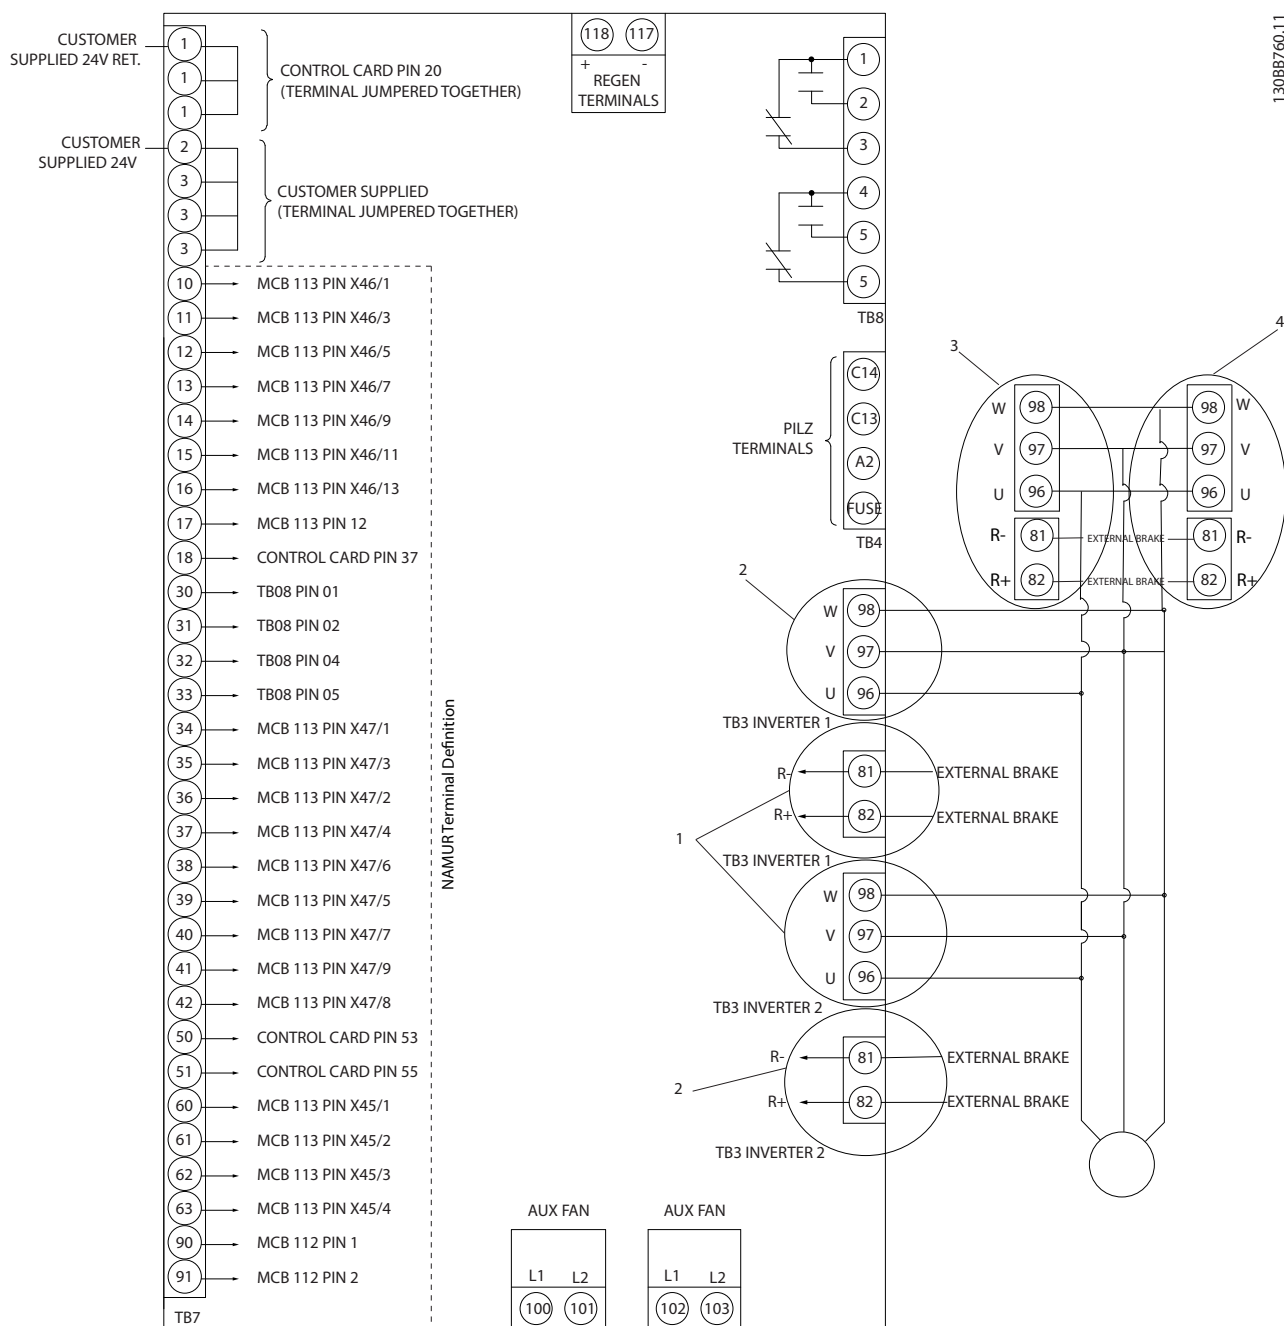 130BB760.11
CUSTOMER
SUPPLIED 24V RET.
1
1
1
CONTROL CARD PIN 20
(TERMINAL JUMPERED TOGETHER)
CUSTOMER
SUPPLIED 24V
2
3
3
3
CUSTOMER SUPPLIED
(TERMINAL JUMPERED TOGETHER)
10 MCB 113 PIN X46/1
11 MCB 113 PIN X46/3
12 MCB 113 PIN X46/5
13 MCB 113 PIN X46/7
14 MCB 113 PIN X46/9
15 MCB 113 PIN X46/11
16 MCB 113 PIN X46/13
17 MCB 113 PIN 12
18 CONTROL CARD PIN 37
30 TB08 PIN 01
31 TB08 PIN 02
32 TB08 PIN 04
33 TB08 PIN 05
34 MCB 113 PIN X47/1
35 MCB 113 PIN X47/3
36 MCB 113 PIN X47/2
37 MCB 113 PIN X47/4
38 MCB 113 PIN X47/6
39 MCB 113 PIN X47/5
40 MCB 113 PIN X47/7
41 MCB 113 PIN X47/9
42 MCB 113 PIN X47/8
50 CONTROL CARD PIN 53
51 CONTROL CARD PIN 55
60 MCB 113 PIN X45/1
61 MCB 113 PIN X45/2
62 MCB 113 PIN X45/3
63 MCB 113 PIN X45/4
90 MCB 112 PIN 1
91 MCB 112 PIN 2
TB7
NAMUR Terminal Definition
118 117
+ -
REGEN
TERMINALS
1
2
3
4
5
5
TB8
PILZ
TERMINALS
C14
C13
A2
FUSE
TB4
2
W 98
V 97
U 96
TB3 INVERTER 1
1
R- 81 EXTERNAL BRAKE
R+ 82 EXTERNAL BRAKE
TB3 INVERTER 1
W 98
V 97
U 96
TB3 INVERTER 2
2
R- 81 EXTERNAL BRAKE
R+ 82 EXTERNAL BRAKE
TB3 INVERTER 2
3 4
W 98 98 W
V 97 97 V
U 96 96 U
R- 81 EXTERNAL BRAKE 81 R-
R+ 82 EXTERNAL BRAKE 82 R+
AUX FAN
L1 L2
100 101
AUX FAN
L1 L2
102 103